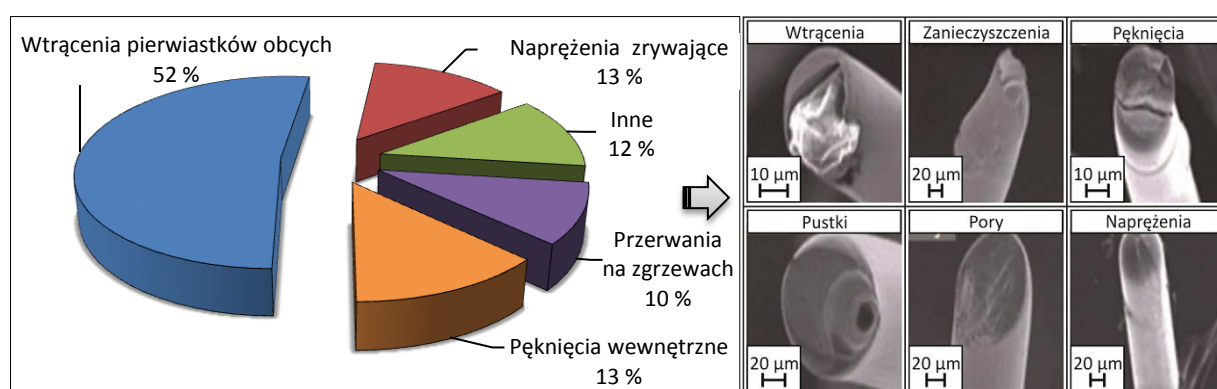 Wtrącenia pierwiastków obcych
52 %
Naprężenia zrywające
13 %
Inne
12 %
Przerwania
na zgrzewach
10 %
Pęknięcia wewnętrzne
13 %
Wtrącenia
Zanieczyszczenia
Pęknięcia
10 µm
20 µm
10 µm
Pustki
Pory
Naprężenia
20 µm
20 µm
20 µm